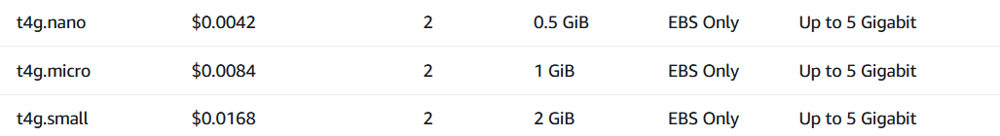 t4g.nano $0.0042 2 0.5 GiB EBS Only Up to 5 Gigabit
t4g.micro $0.0084 2 1 GiB EBS Only Up to 5 Gigabit
t4g.small $0.0168 2 2 GiB EBS Only Up to 5 Gigabit